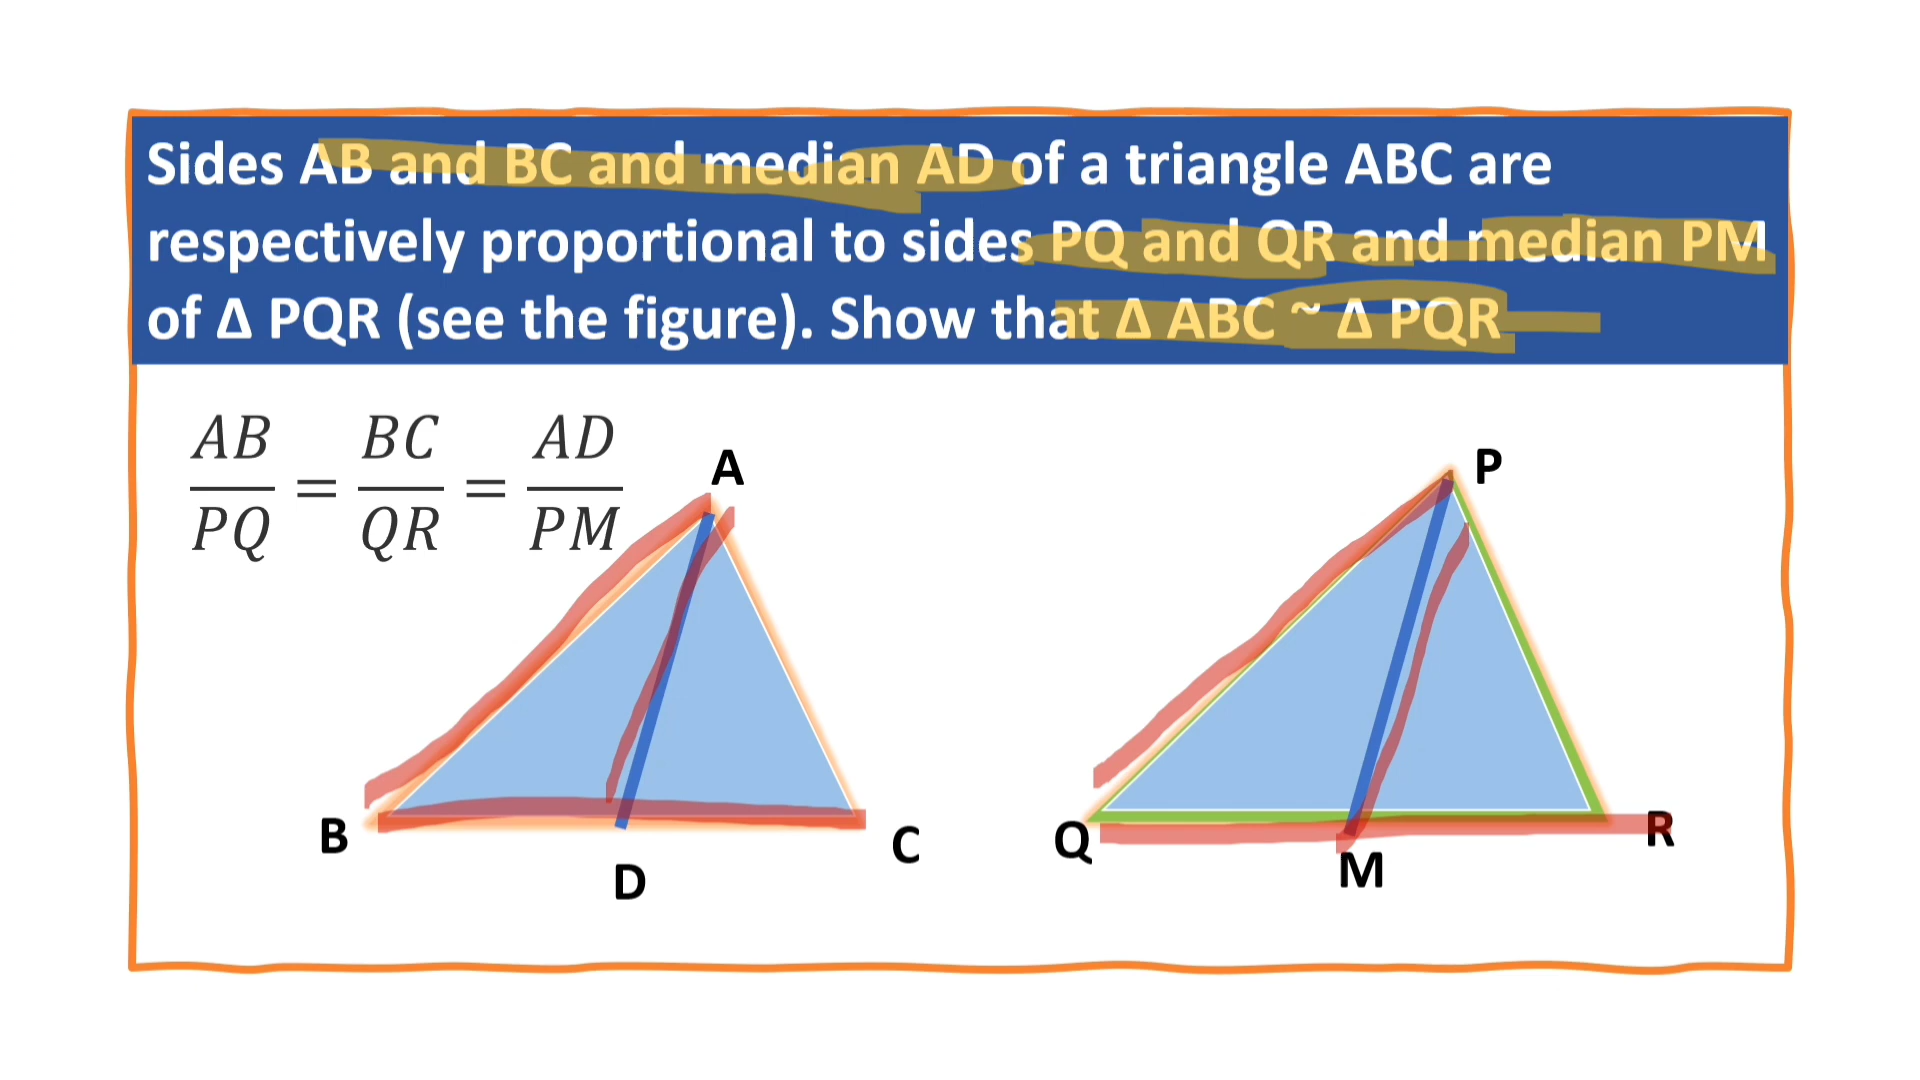 Sides AB and BC and median AD of a triangle ABC are
respectively proportional to sides PQ and QR and median PM
of Δ PQR (see the figure). Show that Δ ABC ~ Δ PQR
AB/PQ = BC/QR = AD/PM
A
B
D
C
P
Q
M
R